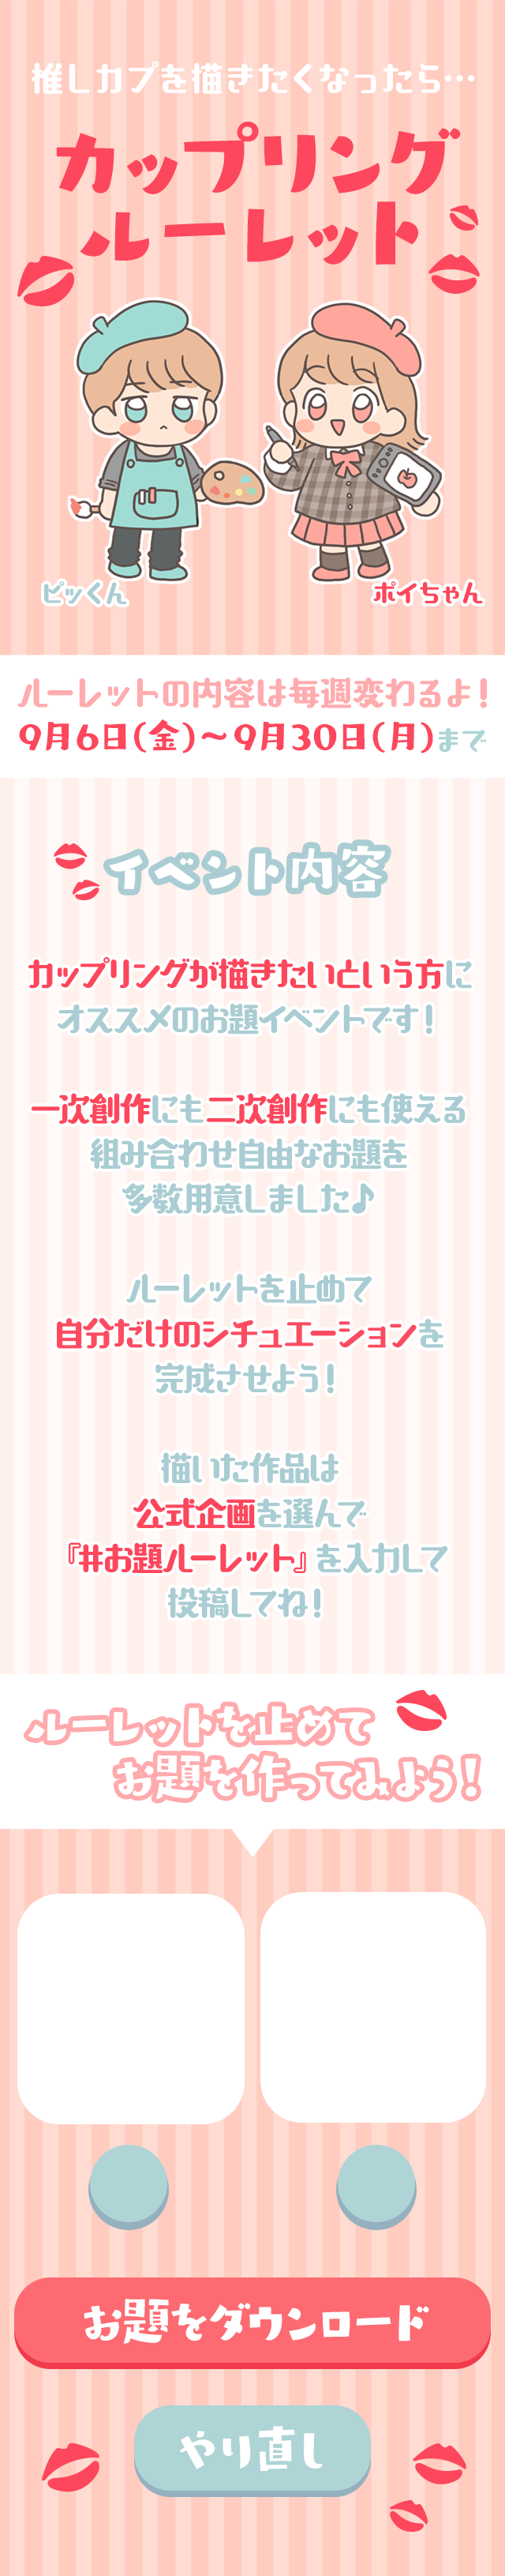 推しカプを描きたくなったら…
カップリング
ルーレット
ピッくん
ポイちゃん
ルーレットの内容は毎週変わるよ！
9月6日(金)～9月30日(月)まで
イベント内容
カップリングが描きたいという方に
オススメのお題イベントです！
一次創作にも二次創作にも使える
組み合わせ自由なお題を
多数用意しました♪
ルーレットを止めて
自分だけのシチュエーションを
完成させよう！
描いた作品は
公式企画を選んで
『#お題ルーレット』を入力して
投稿してね！
ルーレットを止めて
お題を作ってみよう！
お題をダウンロード
やり直し